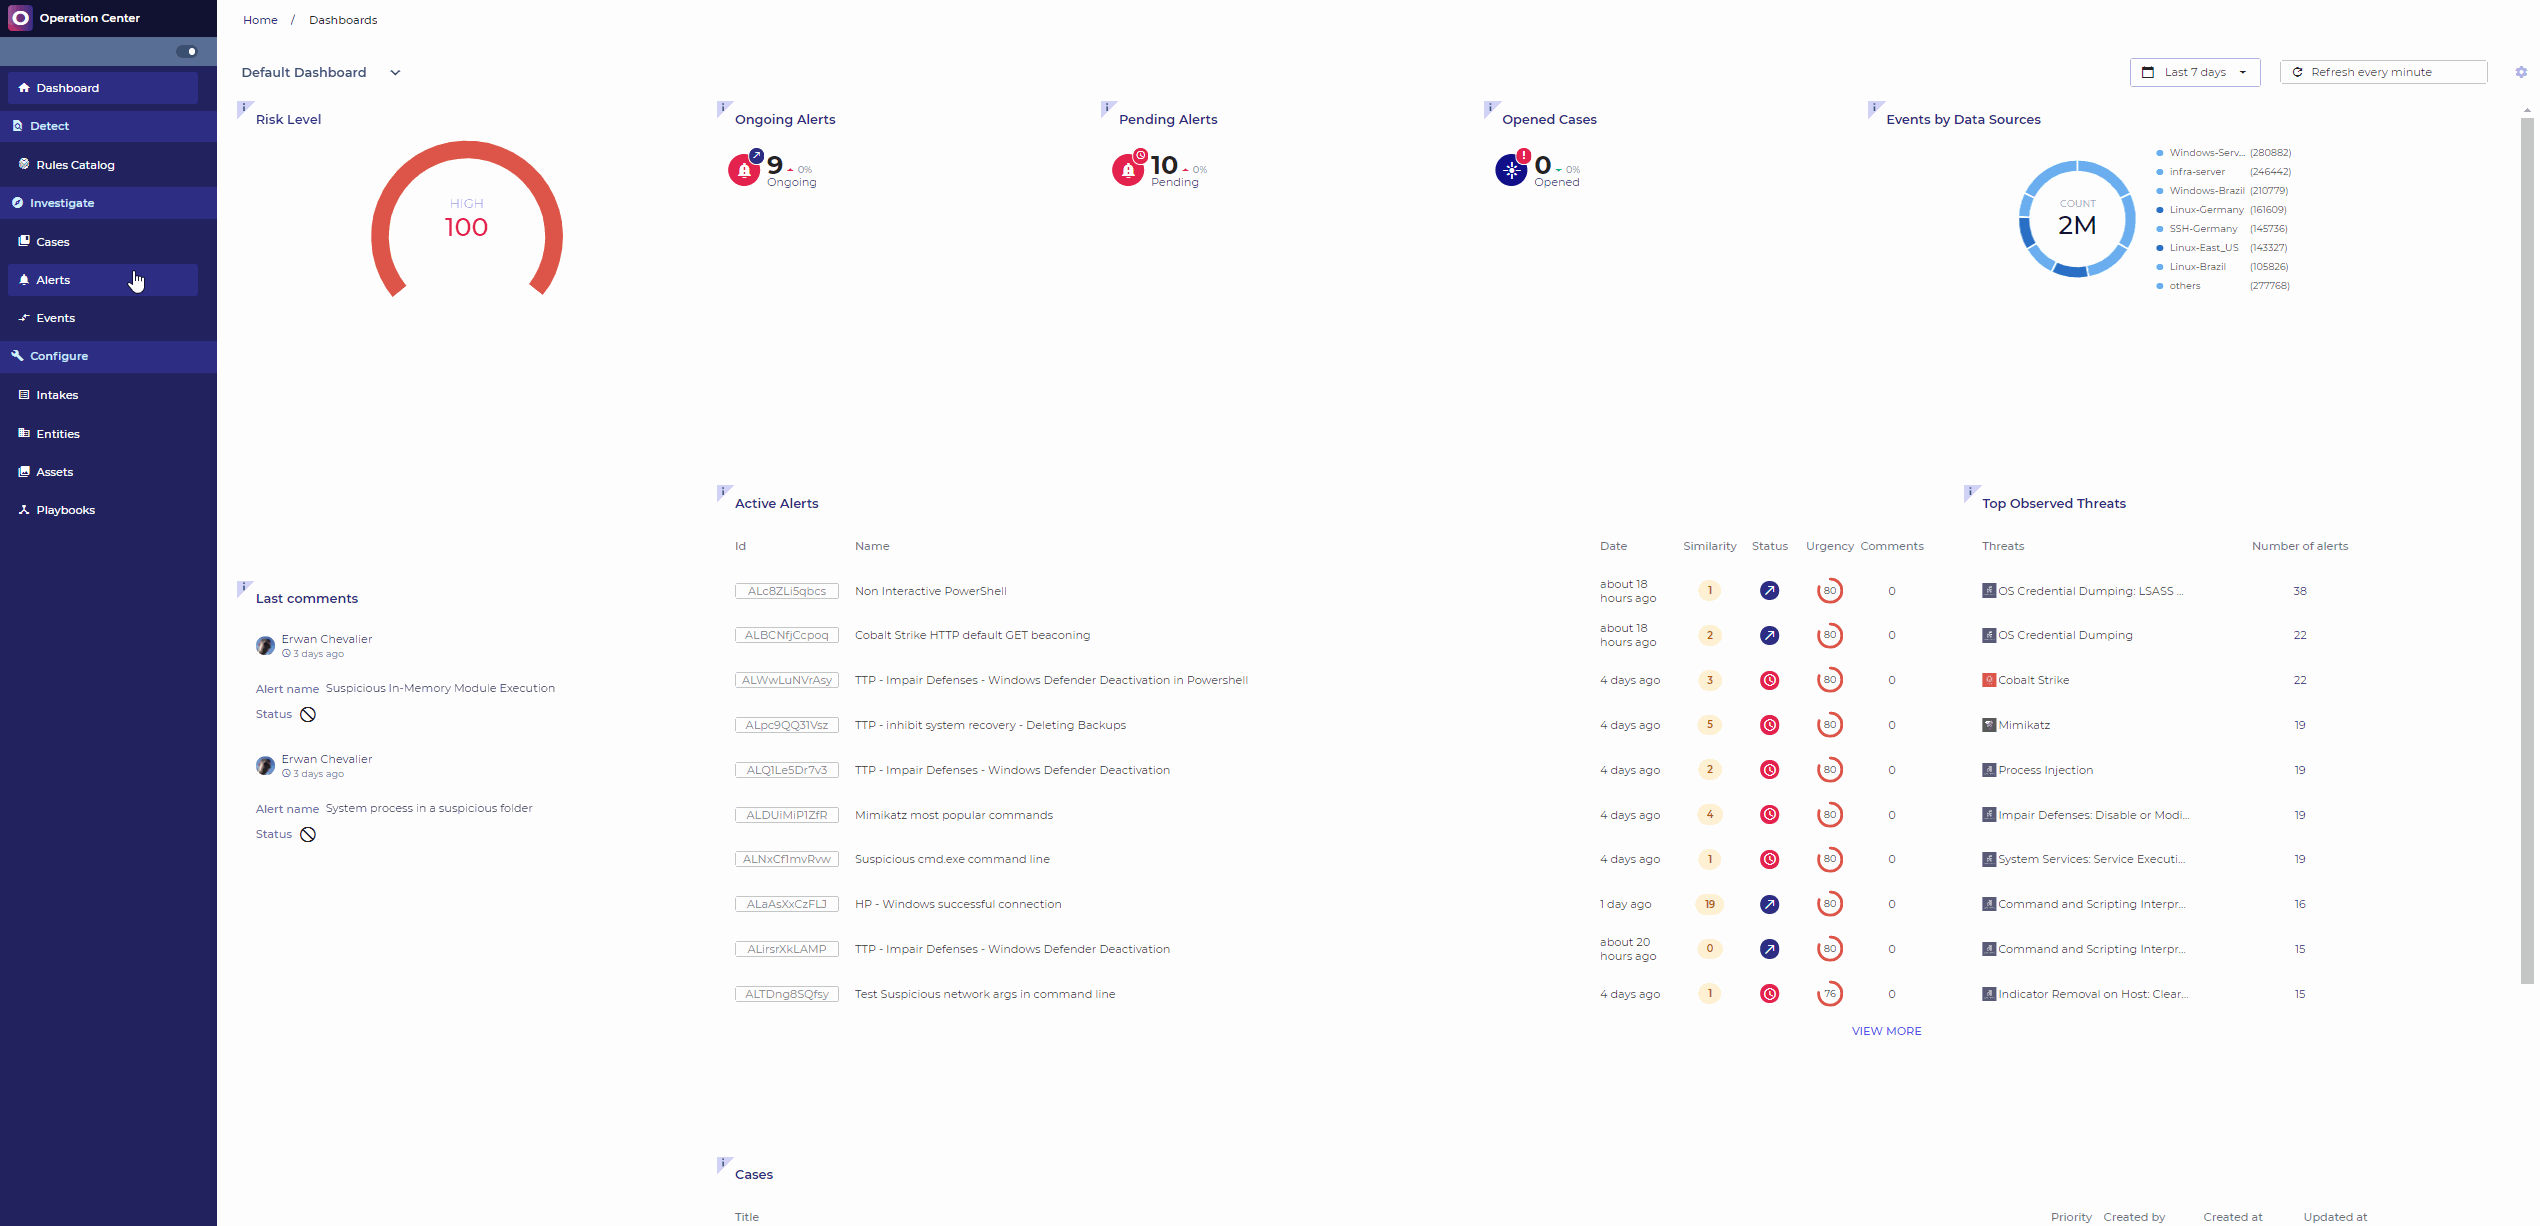 Operation Center
Dashboard
Detect
Rules Catalog
Investigate
Cases
Alerts
Events
Configure
Intakes
Entities
Assets
Playbooks
Home / Dashboards
Default Dashboard
Last 7 days
Refresh every minute
Risk Level
HIGH
100
Ongoing Alerts
9 0%
Ongoing
Pending Alerts
10 0%
Pending
Opened Cases
0 0%
Opened
Events by Data Sources
COUNT
2M
Windows-Serv... (280882)
infra-server (246442)
Windows-Brazil (210779)
Linux-Germany (161609)
SSH-Germany (145736)
Linux-East_US (143327)
Linux-Brazil (105826)
others (277768)
Last comments
Erwan Chevalier
3 days ago
Alert name Suspicious In-Memory Module Execution
Status
Erwan Chevalier
3 days ago
Alert name System process in a suspicious folder
Status
Active Alerts
Id Name Date Similarity Status Urgency Comments
ALc8ZLi5qbcs Non Interactive PowerShell about 18 hours ago 1 80 0
ALBCNfjCcpoq Cobalt Strike HTTP default GET beaconing about 18 hours ago 2 80 0
ALWwLuNVrAsy TTP - Impair Defenses - Windows Defender Deactivation in Powershell 4 days ago 3 80 0
ALpc9QQ31Vsz TTP - inhibit system recovery - Deleting Backups 4 days ago 5 80 0
ALQ1Le5Dr7v3 TTP - Impair Defenses - Windows Defender Deactivation 4 days ago 2 80 0
ALDUiMiP1ZfR Mimikatz most popular commands 4 days ago 4 80 0
ALNxCf1mvRvw Suspicious cmd.exe command line 4 days ago 1 80 0
ALaAsXxCzFLJ HP - Windows successful connection 1 day ago 19 80 0
ALirsrXkLAMP TTP - Impair Defenses - Windows Defender Deactivation about 20 hours ago 0 80 0
ALTDng8SQfsy Test Suspicious network args in command line 4 days ago 1 76 0
VIEW MORE
Top Observed Threats
Threats Number of alerts
OS Credential Dumping: LSASS ... 38
OS Credential Dumping 22
Cobalt Strike 22
Mimikatz 19
Process Injection 19
Impair Defenses: Disable or Modi... 19
System Services: Service Executi... 19
Command and Scripting Interpr... 16
Command and Scripting Interpr... 15
Indicator Removal on Host: Clear... 15
Cases
Title Priority Created by Created at Updated at